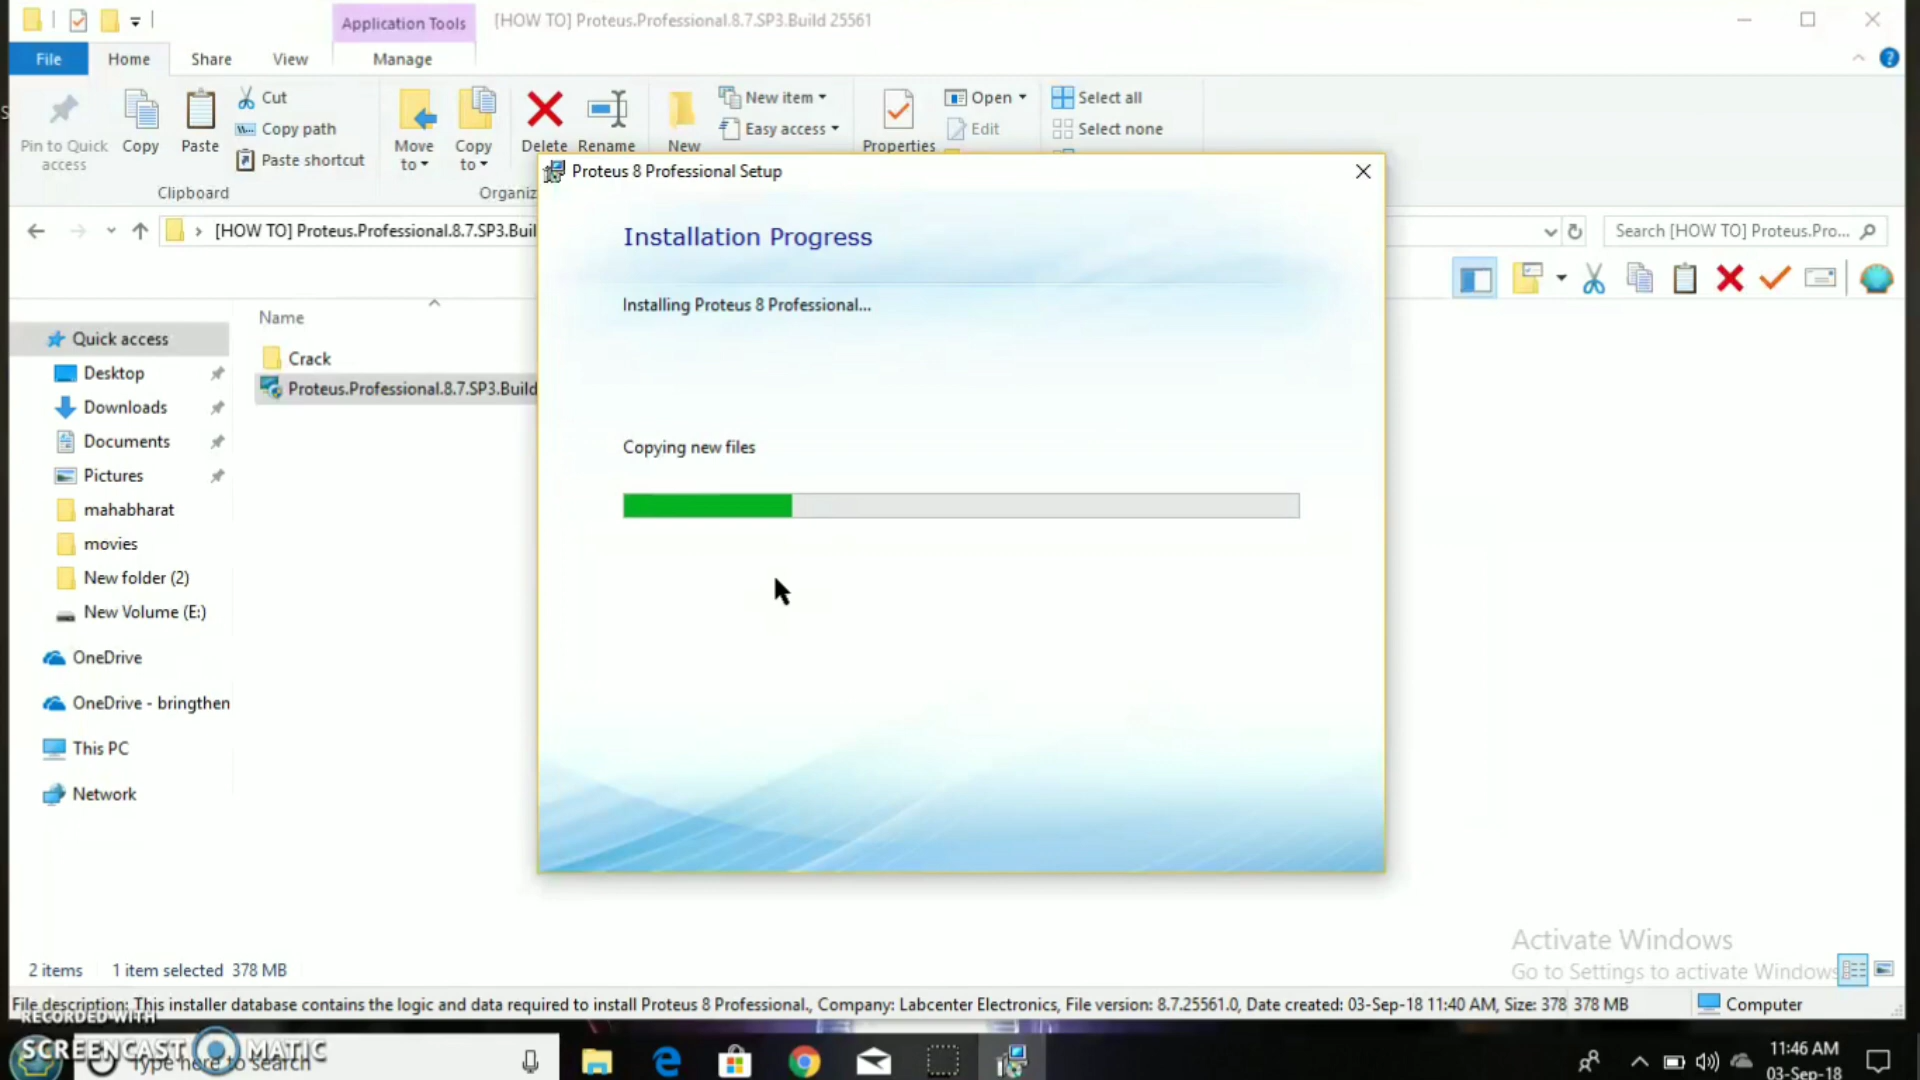 Application Tools
[HOW TO] Proteus.Professional.8.7.SP3.Build 25561
File
Home
Share
View
Manage
Pin to Quick access
Copy
Paste
Cut
Copy path
Paste shortcut
Move to
Copy to
Delete
Rename
New
New item
Easy access
Properties
Open
Edit
Select all
Select none
Clipboard
Organiz
[HOW TO] Proteus.Professional.8.7.SP3.Buil
Search [HOW TO] Proteus.Pro...
Proteus 8 Professional Setup
Installation Progress
Installing Proteus 8 Professional...
Copying new files
Name
Crack
Proteus.Professional.8.7.SP3.Build
Quick access
Desktop
Downloads
Documents
Pictures
mahabharat
movies
New folder (2)
New Volume (E:)
OneDrive
OneDrive - bringthen
This PC
Network
Activate Windows
Go to Settings to activate Windows
2 items
1 item selected 378 MB
File description: This installer database contains the logic and data required to install Proteus 8 Professional., Company: Labcenter Electronics, File version: 8.7.25561.0, Date created: 03-Sep-18 11:40 AM, Size: 378 378 MB
Computer
RECORDED WITH
SCREENCAST MATIC
Type here to search
11:46 AM
03-Sep-18